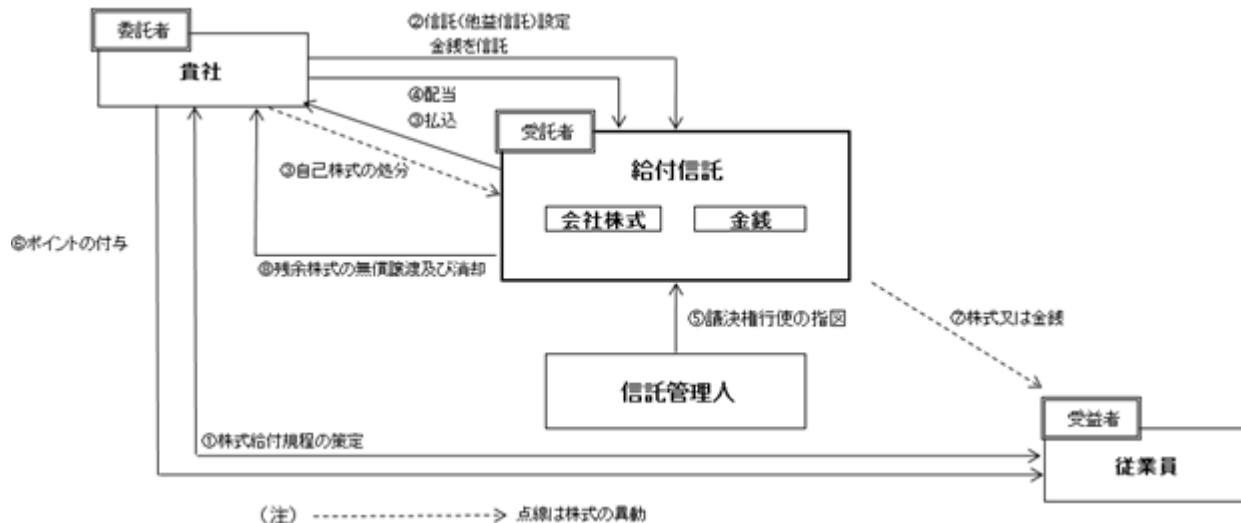 委託者
貴社
②信託(他益信託)設定
金銭を信託
④配当
③払込
受託者
③自己株式の処分
給付信託
会社株式
金銭
⑥ポイントの付与
⑧残余株式の無償譲渡及び消却
⑤議決権行使の指図
⑦株式又は金銭
信託管理人
受益者
①株式給付規程の策定
従業員
(注)
点線は株式の異動